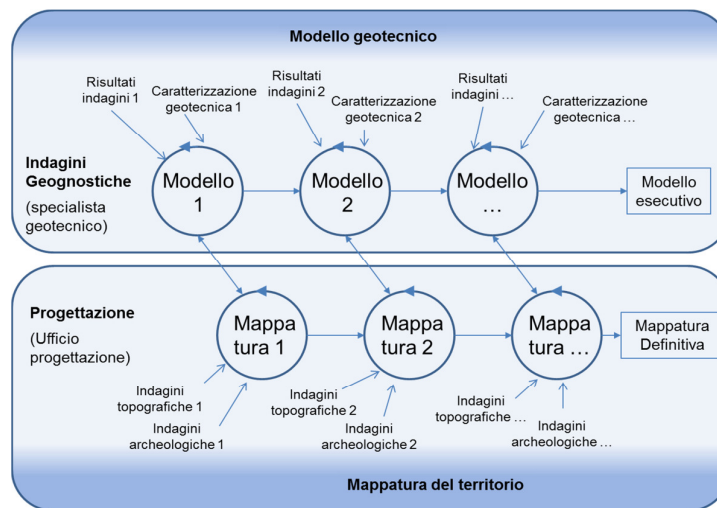 Modello geotecnico
Risultati
indagini 1
Caratterizzazione
geotecnica 1
Risultati
indagini 2
Caratterizzazione
geotecnica 2
Risultati
indagini ...
Caratterizzazione
geotecnica ...
Indagini
Geognostiche
(specialista
geotecnico)
Modello
1
Modello
2
Modello
...
Modello
esecutivo
Progettazione
(Ufficio
progettazione)
Mappa
tura 1
Mappa
tura 2
Mappa
tura ...
Mappatura
Definitiva
Indagini
topografiche 1
Indagini
archeologiche 1
Indagini
topografiche 2
Indagini
archeologiche 2
Indagini
topografiche ...
Indagini
archeologiche ...
Mappatura del territorio